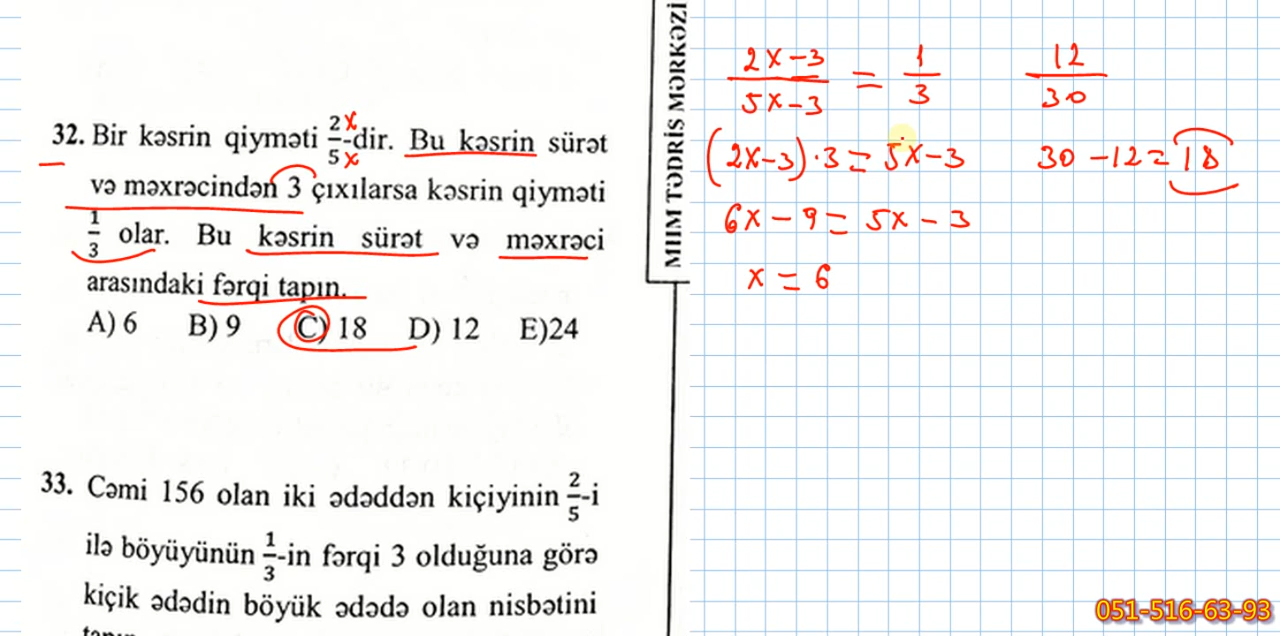 32. Bir kəsrin qiyməti 2x/5x-dir. Bu kəsrin sürət
və məxrəcindən 3 çıxılarsa kəsrin qiyməti
1/3 olar. Bu kəsrin sürət və məxrəci
arasındakı fərqi tapın.
A) 6 B) 9 C) 18 D) 12 E)24
33. Cəmi 156 olan iki ədəddən kiçiyinin 2/5-i
ilə böyüyünün 1/3-in fərqi 3 olduğuna görə
kiçik ədədin böyük ədədə olan nisbətini
MHM TƏDRİS MƏRKƏZİ
2x-3/5x-3 = 1/3
(2x-3)·3=5x-3
6x-9=5x-3
x=6
12/30
30-12=18
051-516-63-93